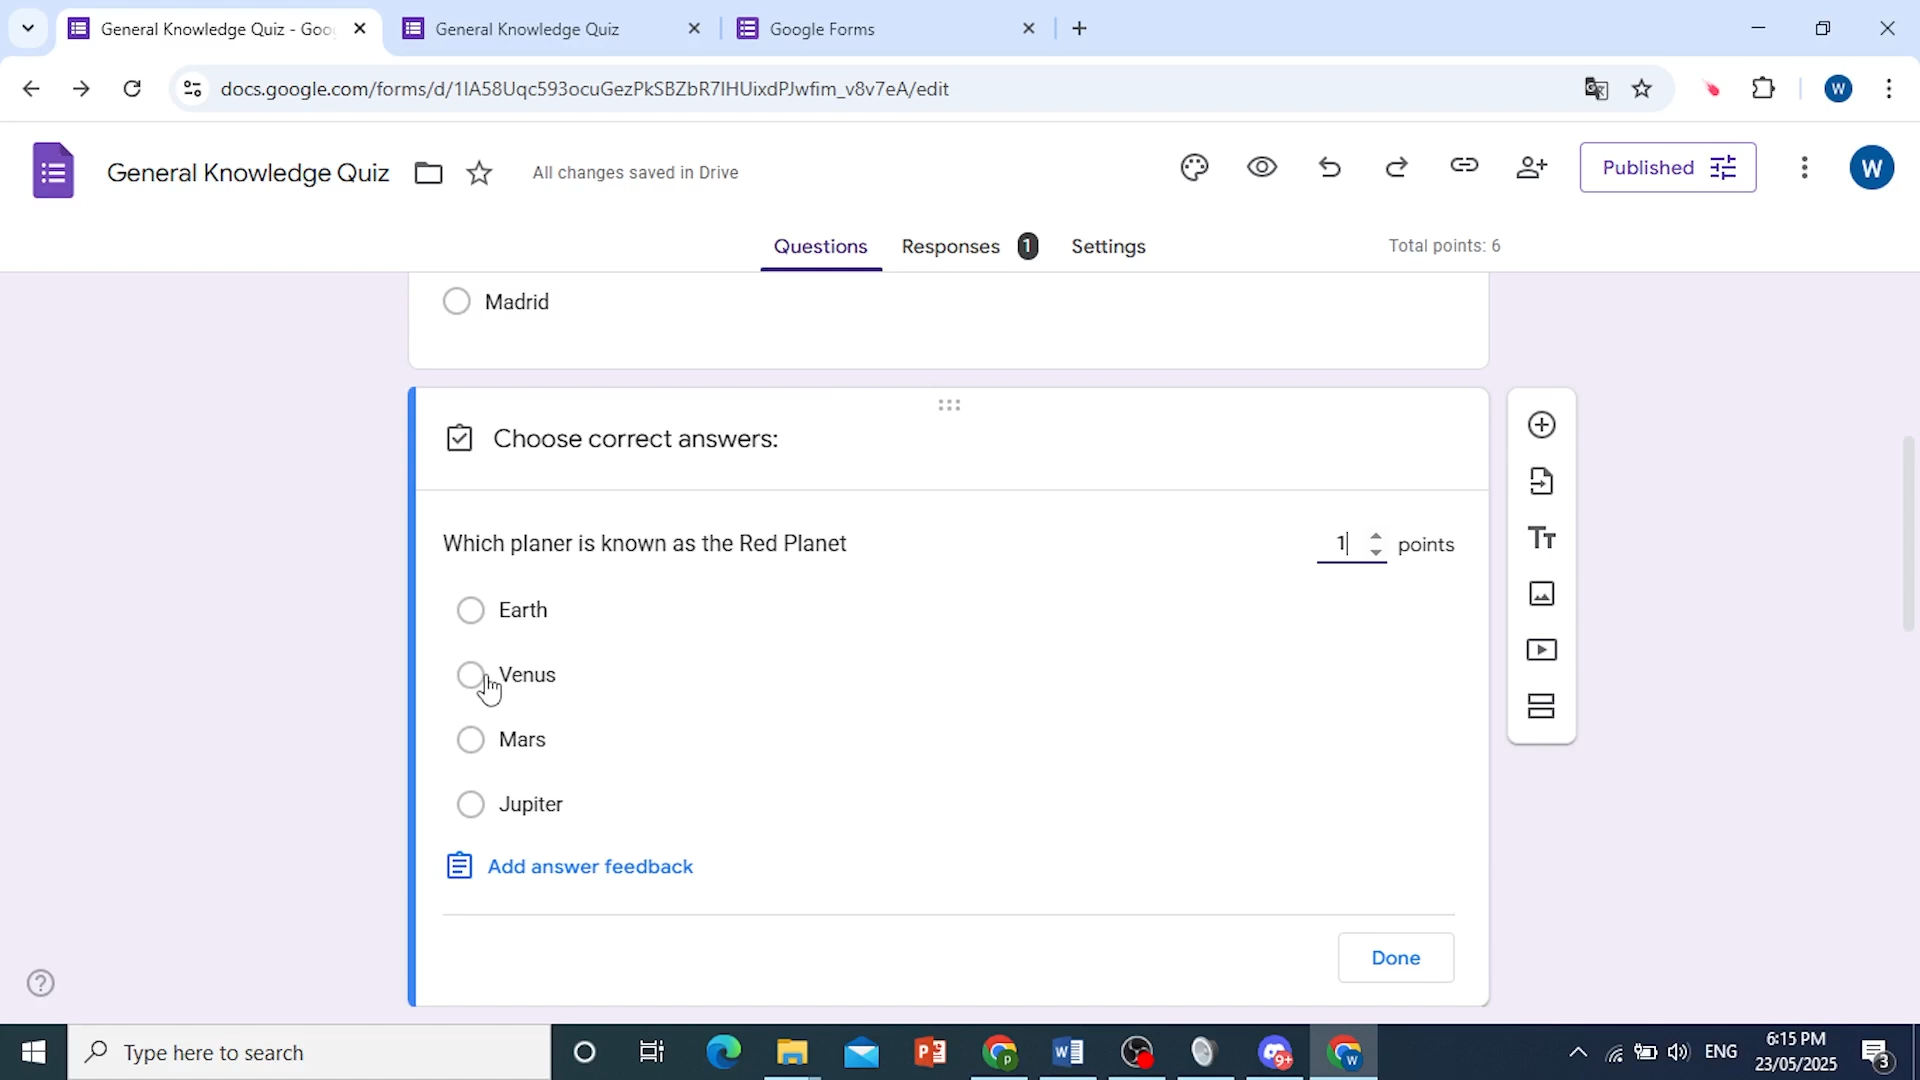 General Knowledge Quiz - Goo
General Knowledge Quiz
Google Forms
docs.google.com/forms/d/1lA58Uqc593ocuGezPkSBZbR7lHUixdPJwfim_v8v7eA/edit
W
General Knowledge Quiz
All changes saved in Drive
Published
W
Questions
Responses 1
Settings
Total points: 6
Madrid
Choose correct answers:
Which planer is known as the Red Planet
1 points
Earth
Venus
Mars
Jupiter
Add answer feedback
Done
Type here to search
9+
ENG
6:15 PM
23/05/2025
3